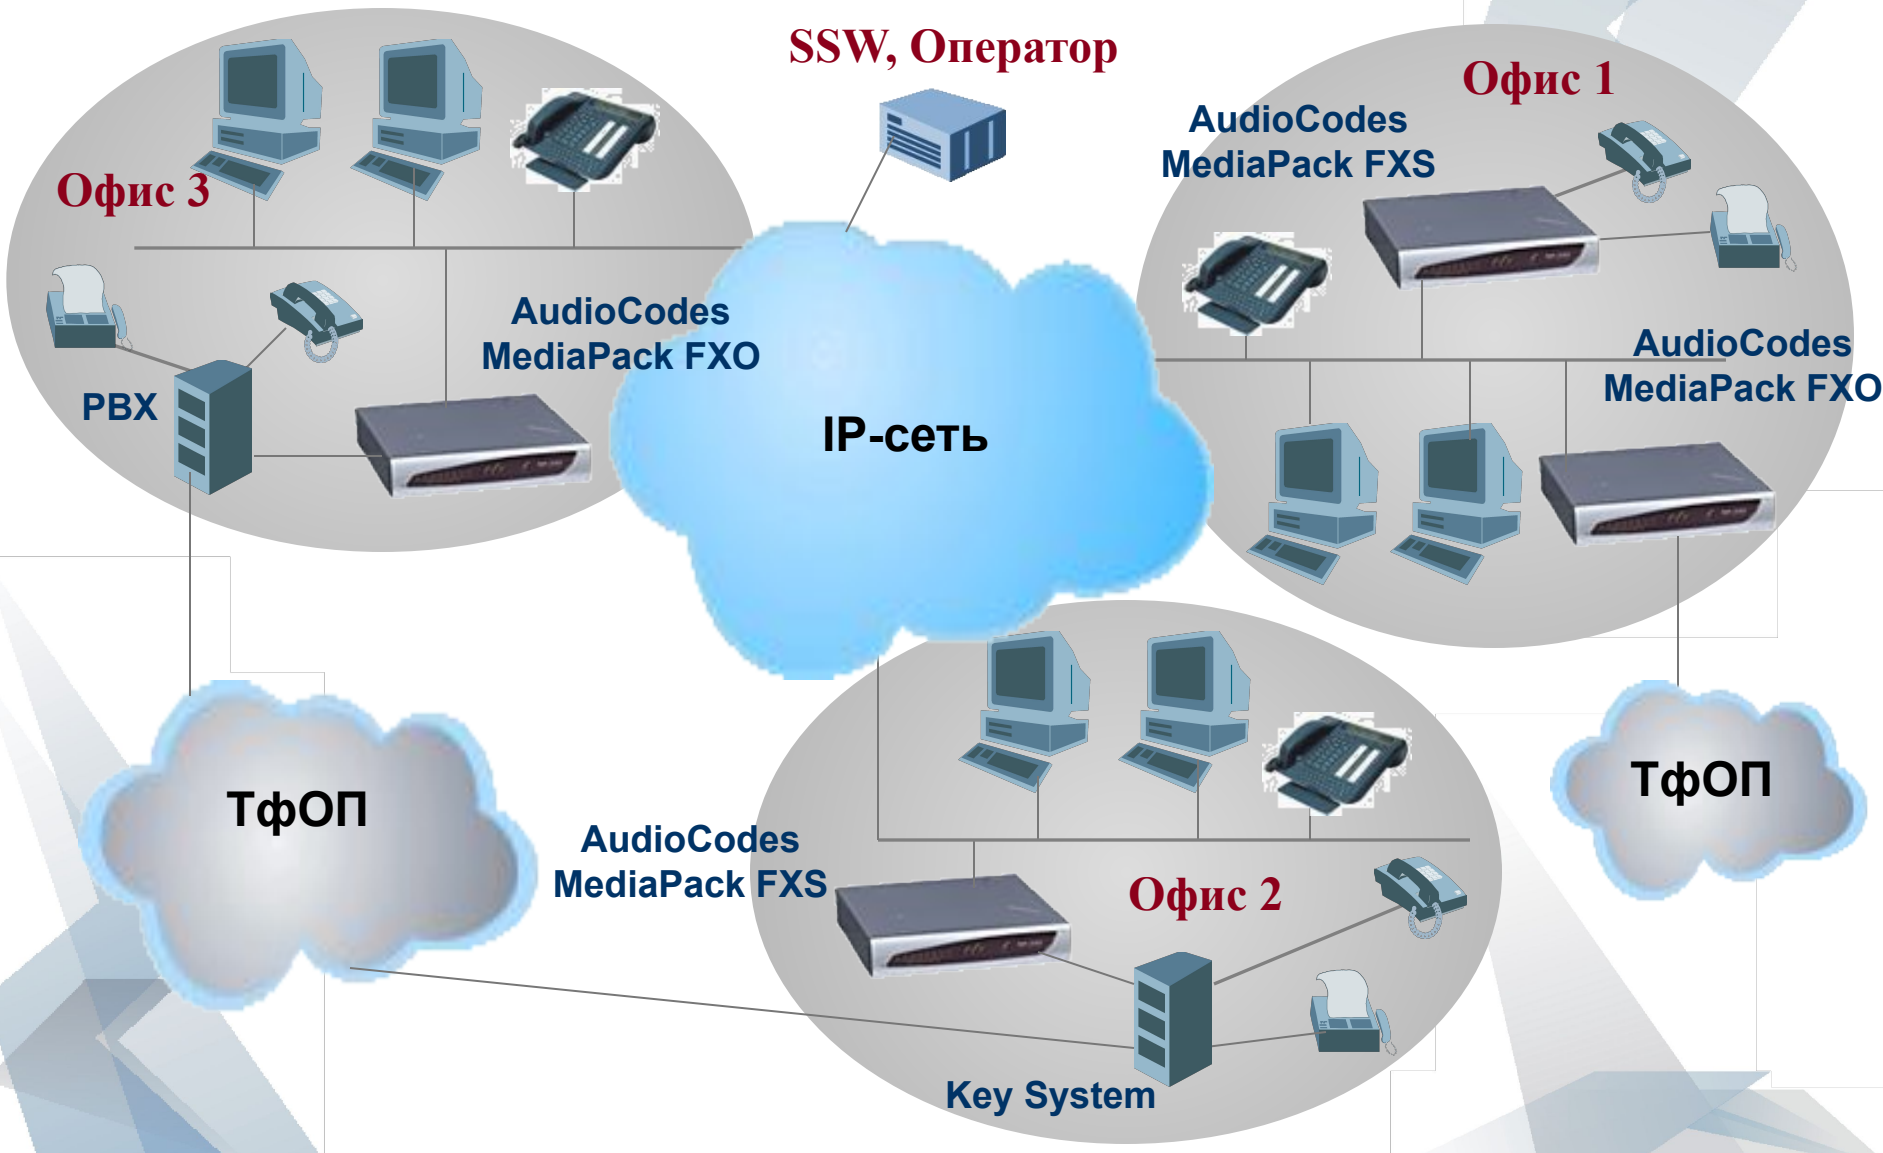 SSW, Оператор
Офис 1
AudioCodes
MediaPack FXS
Офис 3
AudioCodes
MediaPack FXO
AudioCodes
MediaPack FXO
PBX
IP-сеть
ТфОП
ТфОП
AudioCodes
MediaPack FXS
Офис 2
Key System